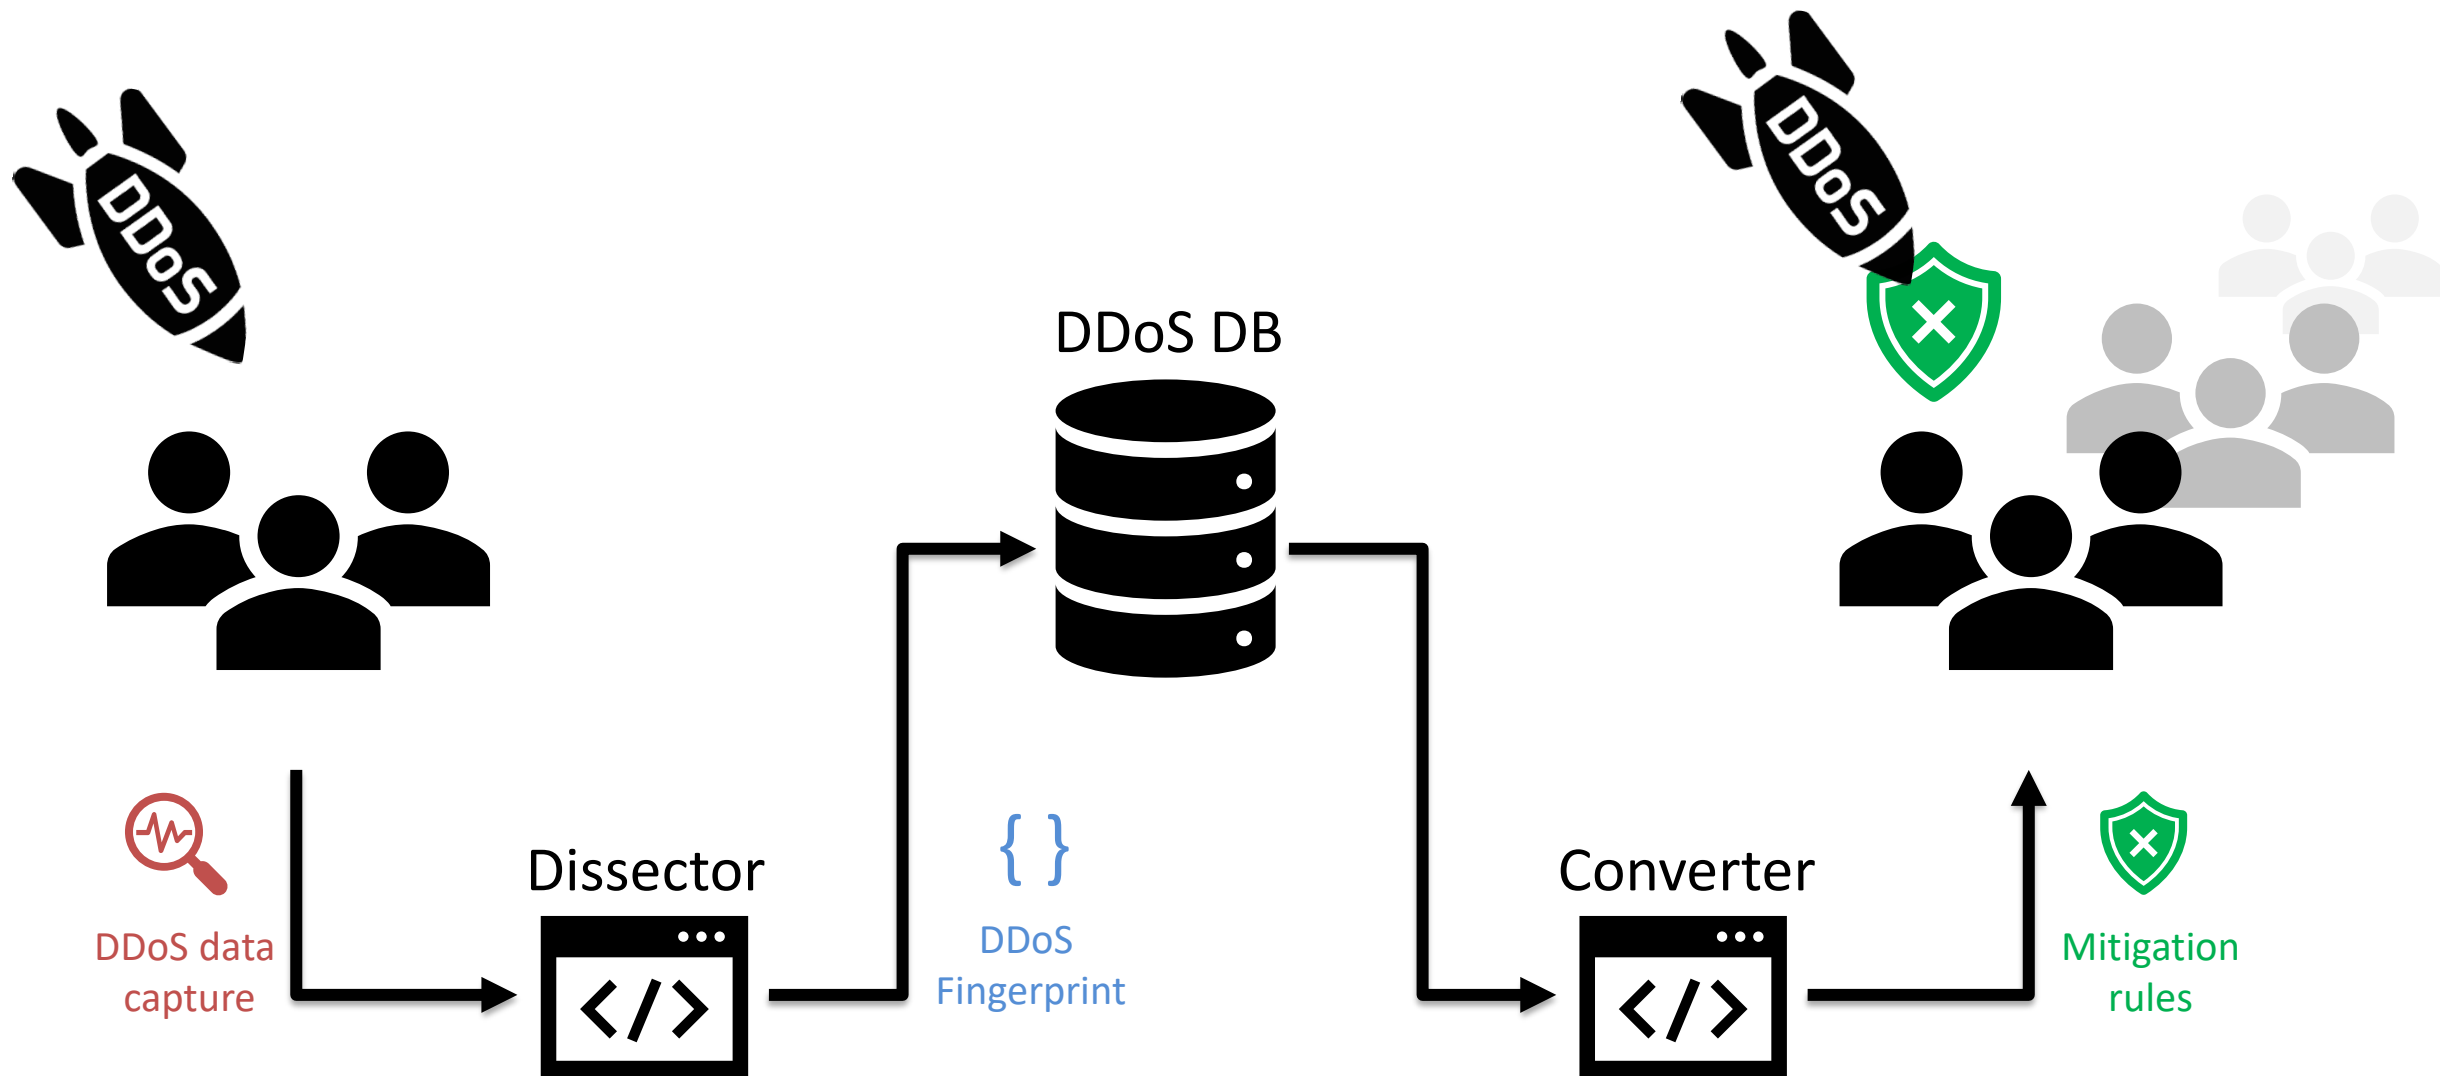 DDoS
DDoS
DDoS DB
Dissector
Converter
DDoS data
capture
{ }
DDoS
Fingerprint
Mitigation
rules
</>
</>